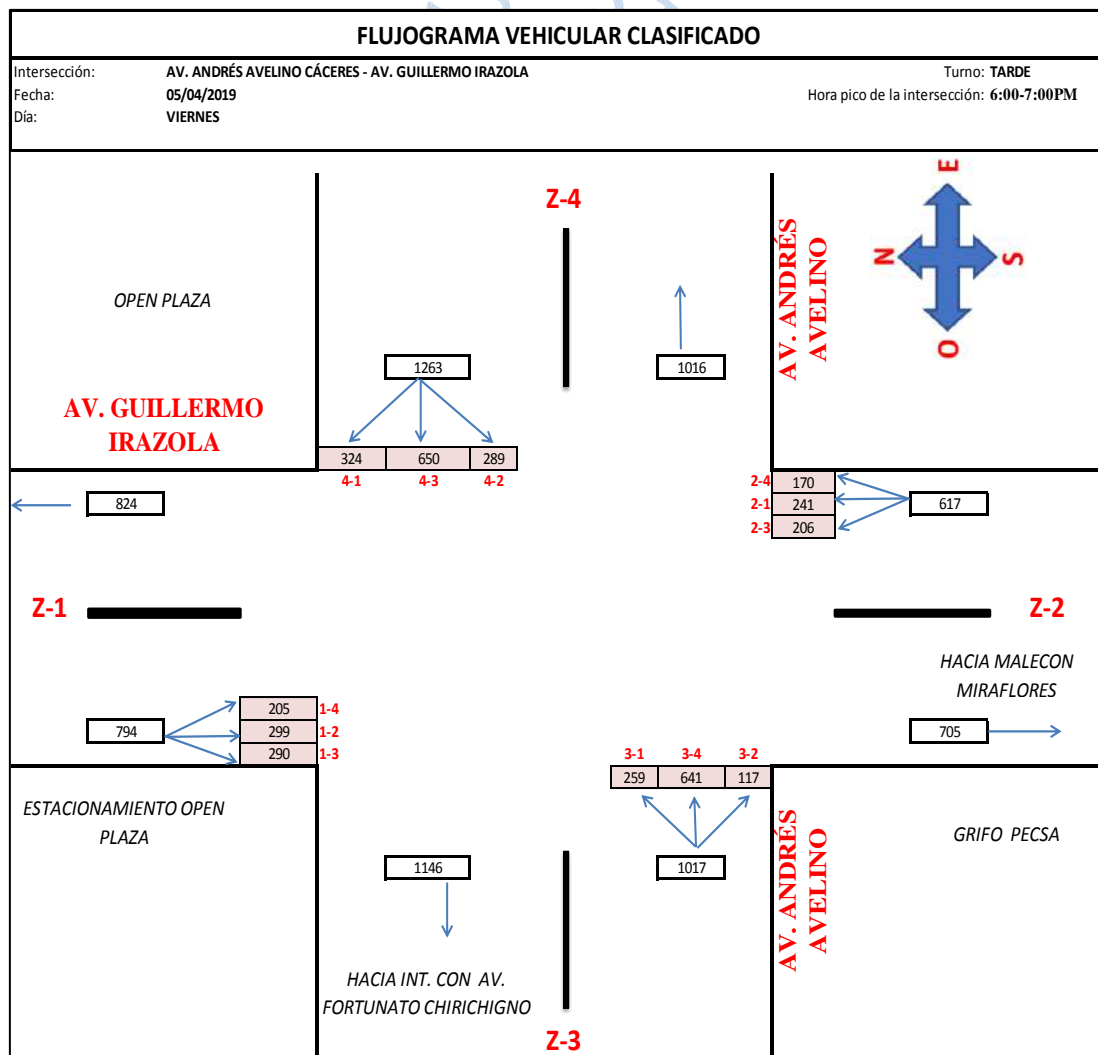 FLUJOGRAMA VEHICULAR CLASIFICADO
Intersección: AV. ANDRÉS AVELINO CÁCERES - AV. GUILLERMO IRAZOLA Turno: TARDE
Fecha: 05/04/2019 Hora pico de la intersección: 6:00-7:00PM
Día: VIERNES
Z-4
E
N S
O
AV. ANDRÉS
AVELINO
OPEN PLAZA
1263 1016
AV. GUILLERMO
IRAZOLA
324 650 289
4-1 4-3 4-2
824
2-4 170
2-1 241 617
2-3 206
Z-1 Z-2
HACIA MALECON
MIRAFLORES
205 1-4
794 299 1-2 705
290 1-3
3-1 3-4 3-2
259 641 117
ESTACIONAMIENTO OPEN
PLAZA
AV. ANDRÉS
AVELINO
GRIFO PECSA
1146 1017
HACIA INT. CON AV.
FORTUNATO CHIRICHIGNO
Z-3